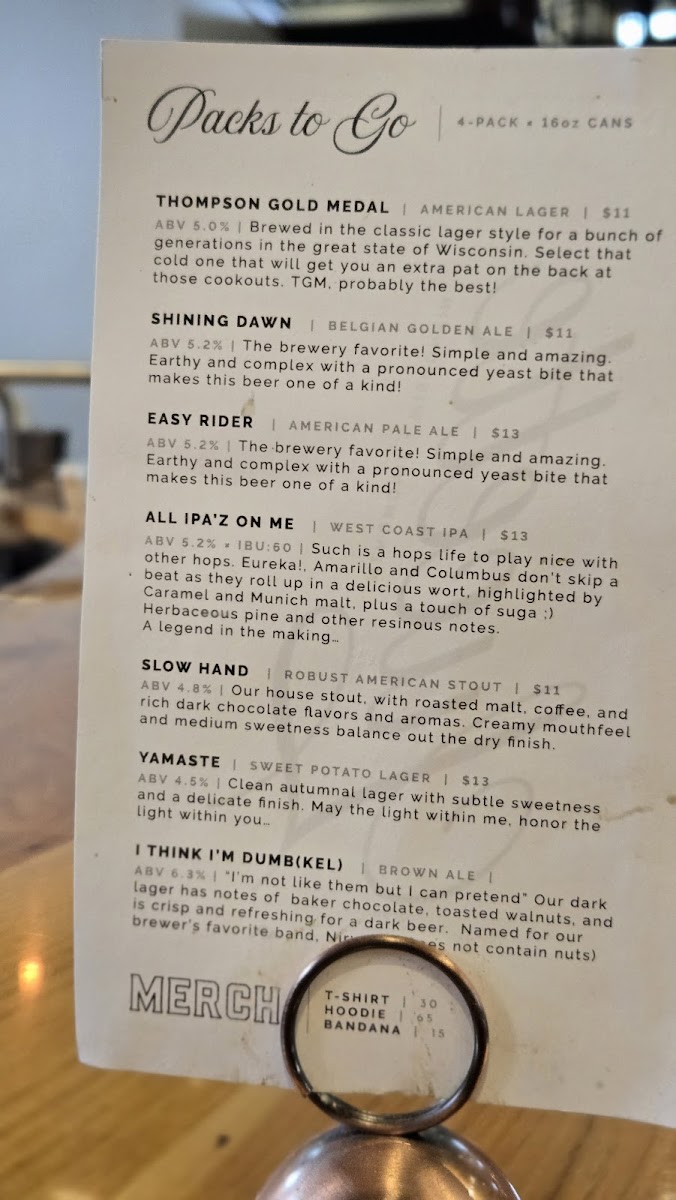 Packs to Go | 4-PACK * 16oz CANS
THOMPSON GOLD MEDAL | AMERICAN LAGER | $11
ABV 5.0% | Brewed in the classic lager style for a bunch of
generations in the great state of Wisconsin. Select that
cold one that will get you an extra pat on the back at
those cookouts. TGM, probably the best!
SHINING DAWN | BELGIAN GOLDEN ALE | $11
ABV 5.2% | The brewery favorite! Simple and amazing.
Earthy and complex with a pronounced yeast bite that
makes this beer one of a kind!
EASY RIDER | AMERICAN PALE ALE | $13
ABV 5.2% | The brewery favorite! Simple and amazing.
Earthy and complex with a pronounced yeast bite that
makes this beer one of a kind!
ALL IPA'Z ON ME | WEST COAST IPA | $13
ABV 5.2% * IBU:60 | Such is a hops life to play nice with
other hops. Eureka!, Amarillo and Columbus don't skip a
beat as they roll up in a delicious wort, highlighted by
Caramel and Munich malt, plus a touch of suga ;)
Herbaceous pine and other resinous notes.
A legend in the making...
SLOW HAND | ROBUST AMERICAN STOUT | $11
ABV 4.8% | Our house stout, with roasted malt, coffee, and
rich dark chocolate flavors and aromas. Creamy mouthfeel
and medium sweetness balance out the dry finish.
YAMASTE | SWEET POTATO LAGER | $13
ABV 4.5% | Clean autumnal lager with subtle sweetness
and a delicate finish. May the light within me, honor the
light within you...
I THINK I'M DUMB(KEL) | BROWN ALE |
ABV 6.3% | "I'm not like them but I can pretend" Our dark
lager has notes of baker chocolate, toasted walnuts, and
is crisp and refreshing for a dark beer. Named for our
brewer's favorite band, not contain nuts)
MERCH
T-SHIRT | 30
HOODIE | 65
BANDANA | 15